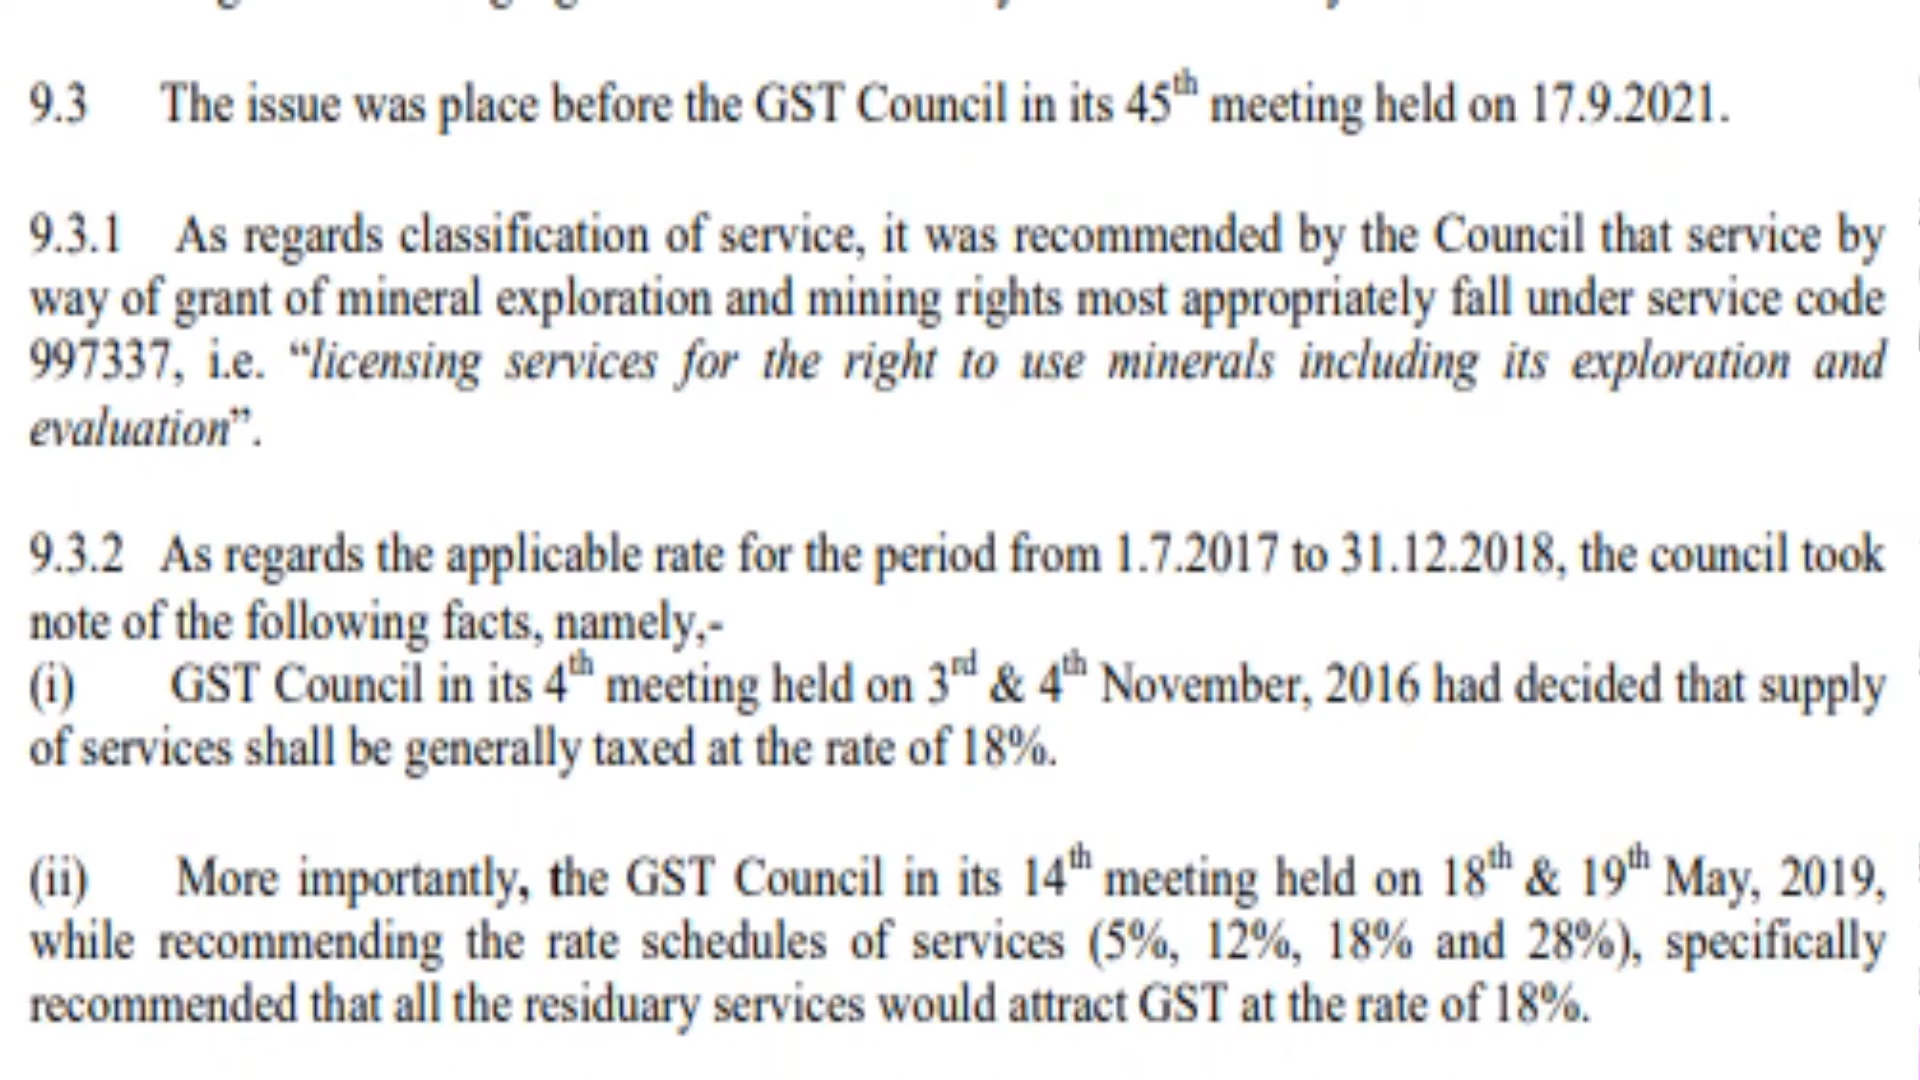 9.3 The issue was place before the GST Council in its 45th meeting held on 17.9.2021.
9.3.1 As regards classification of service, it was recommended by the Council that service by
way of grant of mineral exploration and mining rights most appropriately fall under service code
997337, i.e. “licensing services for the right to use minerals including its exploration and
evaluation”.
9.3.2 As regards the applicable rate for the period from 1.7.2017 to 31.12.2018, the council took
note of the following facts, namely,-
(i) GST Council in its 4th meeting held on 3rd & 4th November, 2016 had decided that supply
of services shall be generally taxed at the rate of 18%.
(ii) More importantly, the GST Council in its 14th meeting held on 18th & 19th May, 2019,
while recommending the rate schedules of services (5%, 12%, 18% and 28%), specifically
recommended that all the residuary services would attract GST at the rate of 18%.